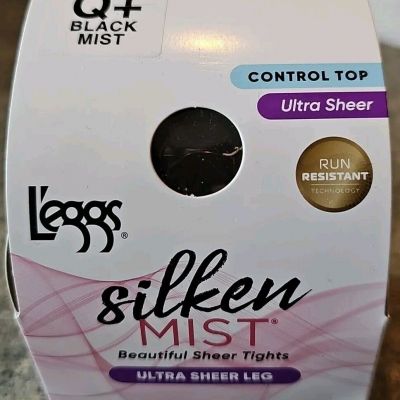 Q+
BLACK
MIST
CONTROL TOP
Ultra Sheer
RUN
RESISTANT
TECHNOLOGY
L'eggs®
silken
MIST®
Beautiful Sheer Tights
ULTRA SHEER LEG